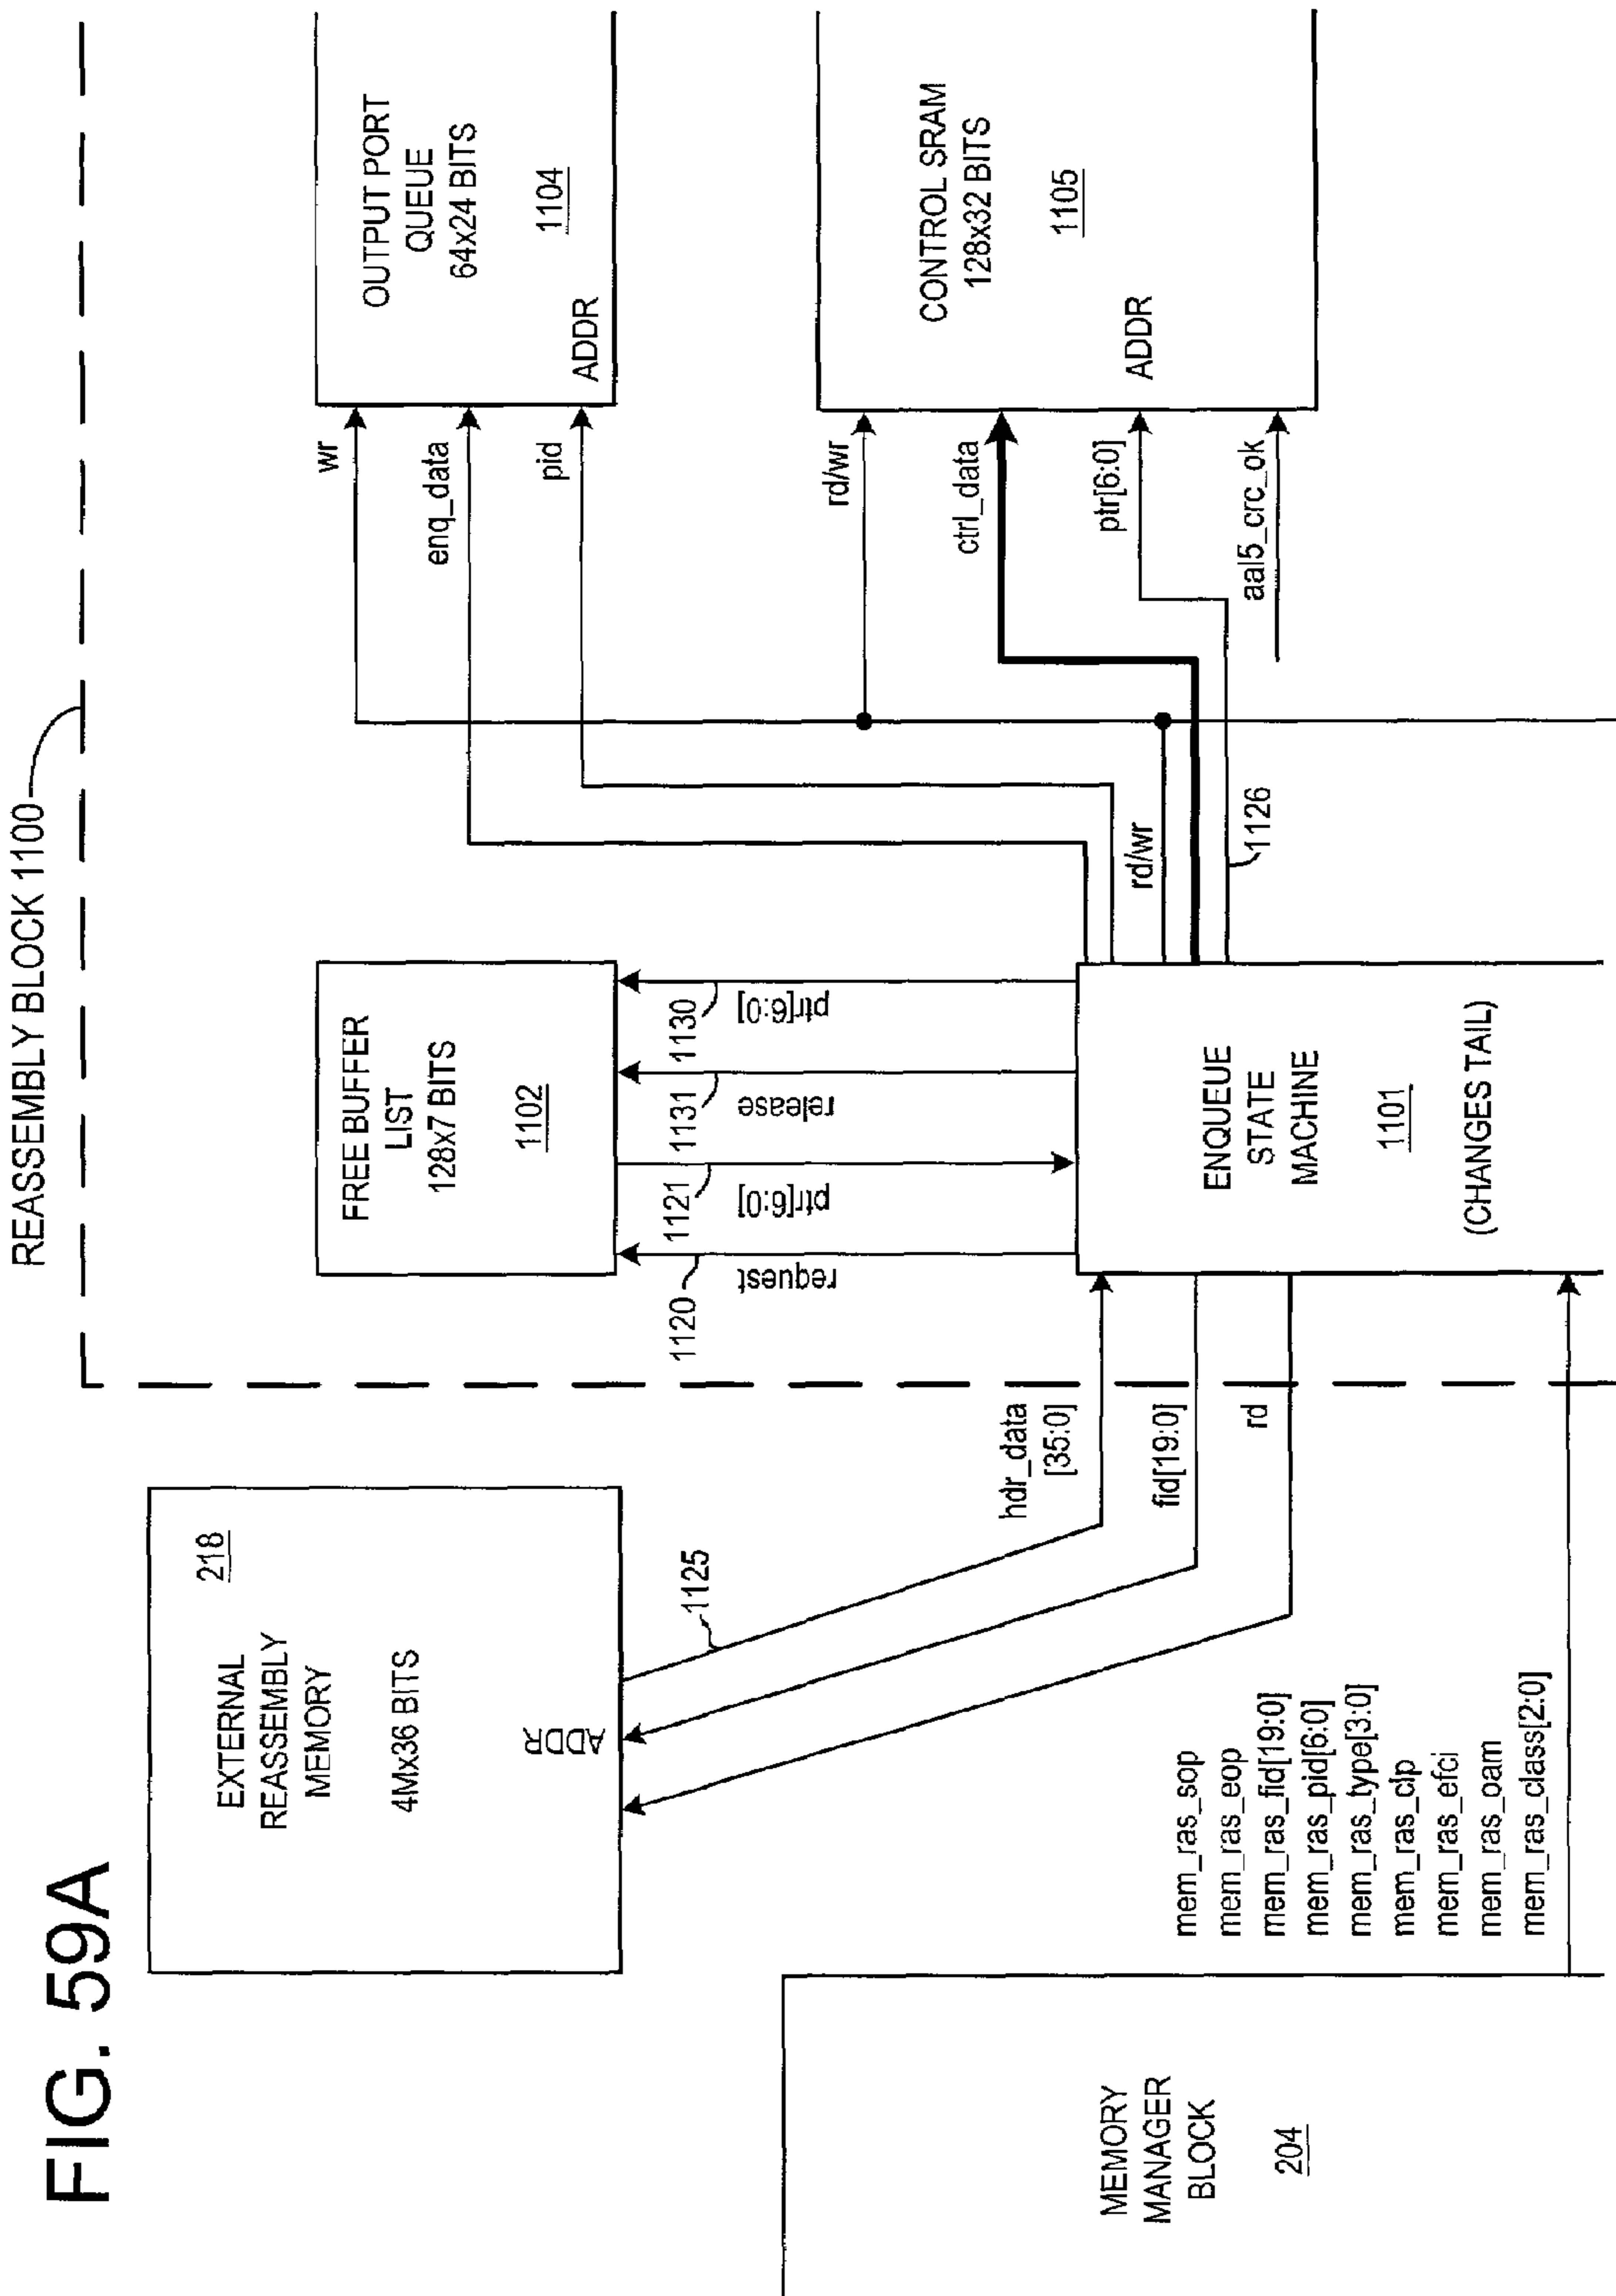 FIG. 59A
REASSEMBLY BLOCK 1100
EXTERNAL
REASSEMBLY
MEMORY
218
4Mx36 BITS
ADDR
FREE BUFFER
LIST
128x7 BITS
1102
OUTPUT PORT
QUEUE
64x24 BITS
1104
ADDR
wr
enq_data
pid
1120
request
1121
ptr[6:0]
1131
release
1130
ptr[6:0]
1125
hdr_data
[35:0]
fid[19:0]
rd
rd/wr
1126
rd/wr
ctrl_data
ptr[6:0]
aal5_crc_ok
CONTROL SRAM
128x32 BITS
1105
ADDR
ENQUEUE
STATE
MACHINE
1101
(CHANGES TAIL)
MEMORY
MANAGER
BLOCK
204
mem_ras_sop
mem_ras_eop
mem_ras_fid[19:0]
mem_ras_pid[6:0]
mem_ras_type[3:0]
mem_ras_clp
mem_ras_efci
mem_ras_oam
mem_ras_class[2:0]